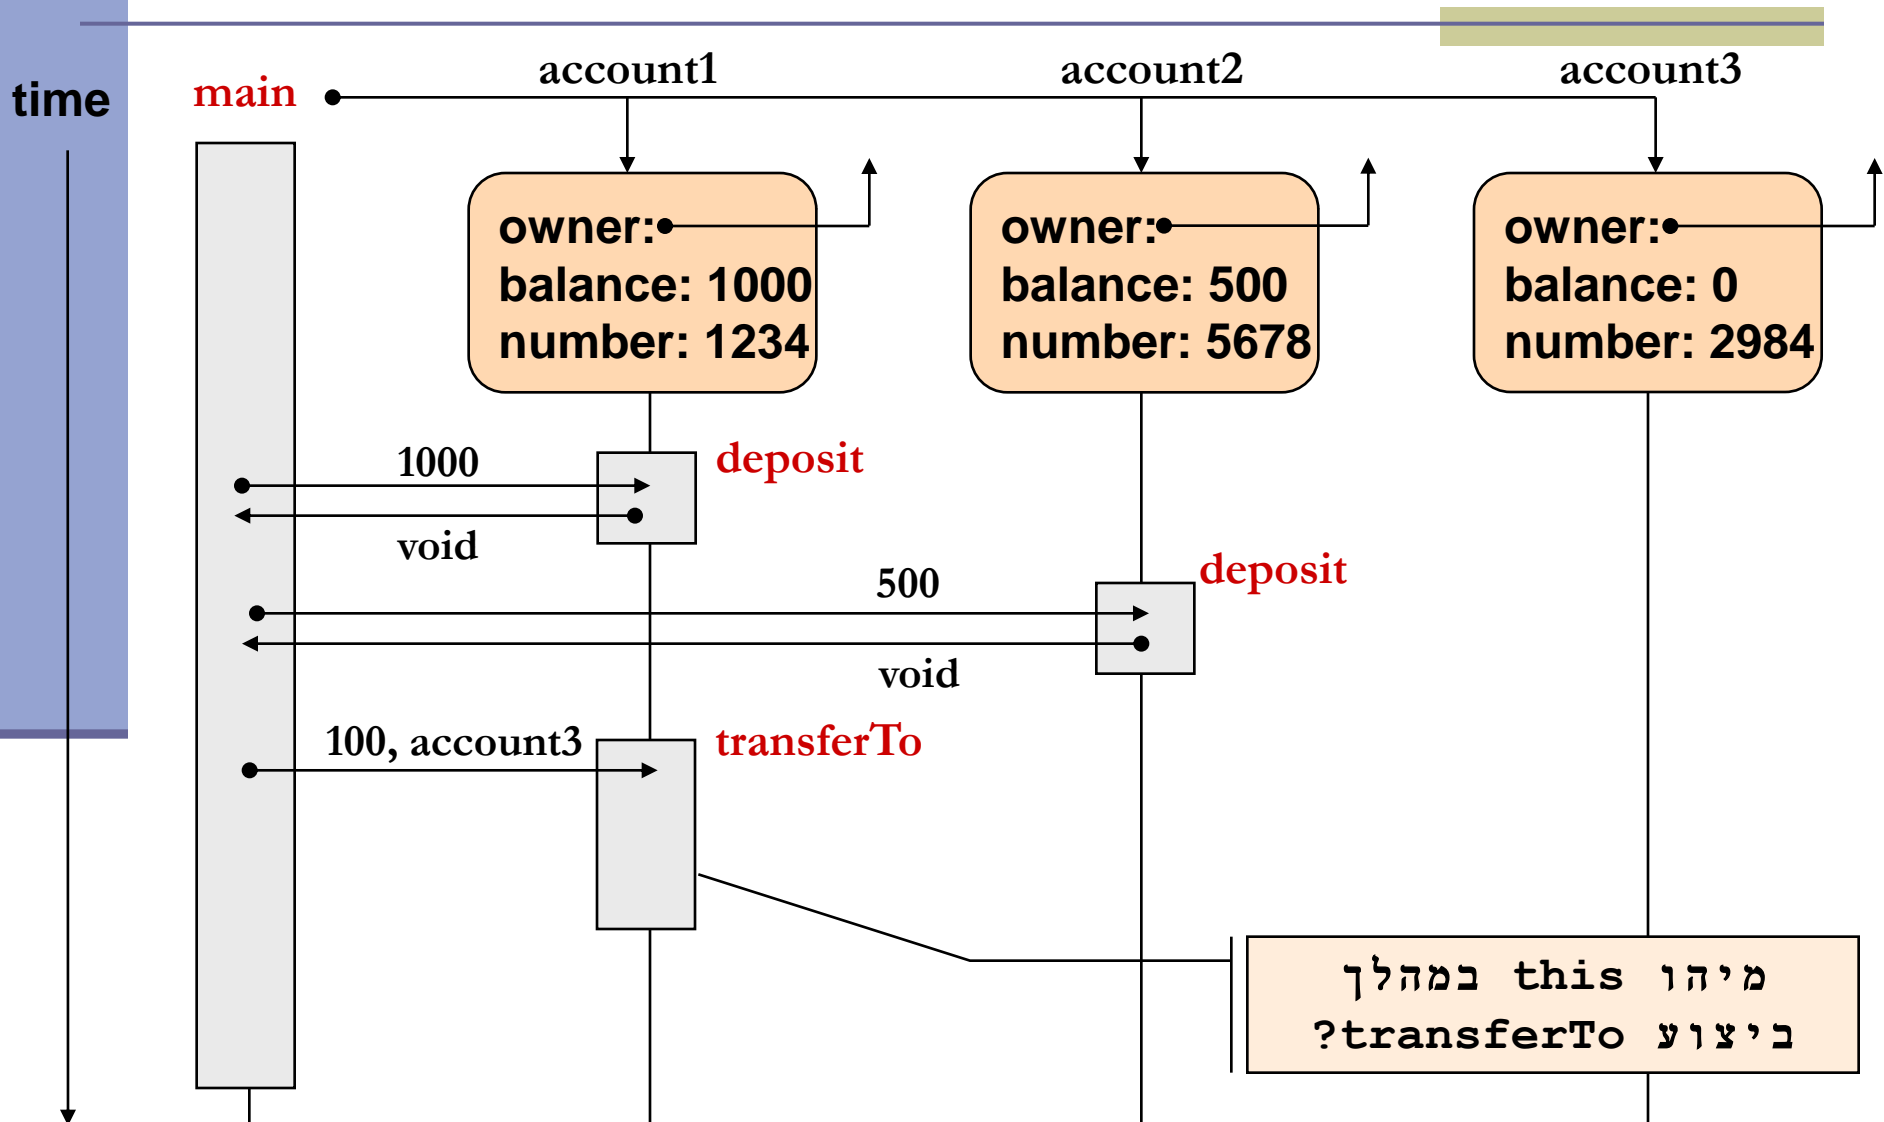 time
main
account1
account2
account3
owner:
balance: 1000
number: 1234
owner:
balance: 500
number: 5678
owner:
balance: 0
number: 2984
1000
deposit
void
500
deposit
void
100, account3
transferTo
מיהו this במהלך
ביצוע transferTo?